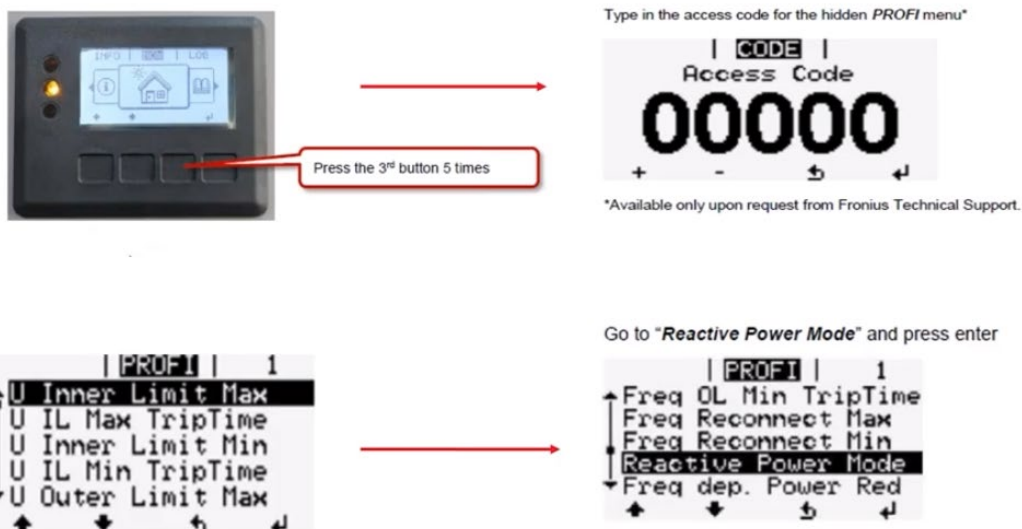 Type in the access code for the hidden PROFI menu*
INFO | | LOG
Press the 3rd button 5 times
| CODE |
Access Code
00000
+ -
*Available only upon request from Fronius Technical Support.
Go to "Reactive Power Mode" and press enter
| PROFI | 1
U Inner Limit Max
U IL Max TripTime
U Inner Limit Min
U IL Min TripTime
U Outer Limit Max
| PROFI | 1
Freq OL Min TripTime
Freq Reconnect Max
Freq Reconnect Min
Reactive Power Mode
Freq dep. Power Red